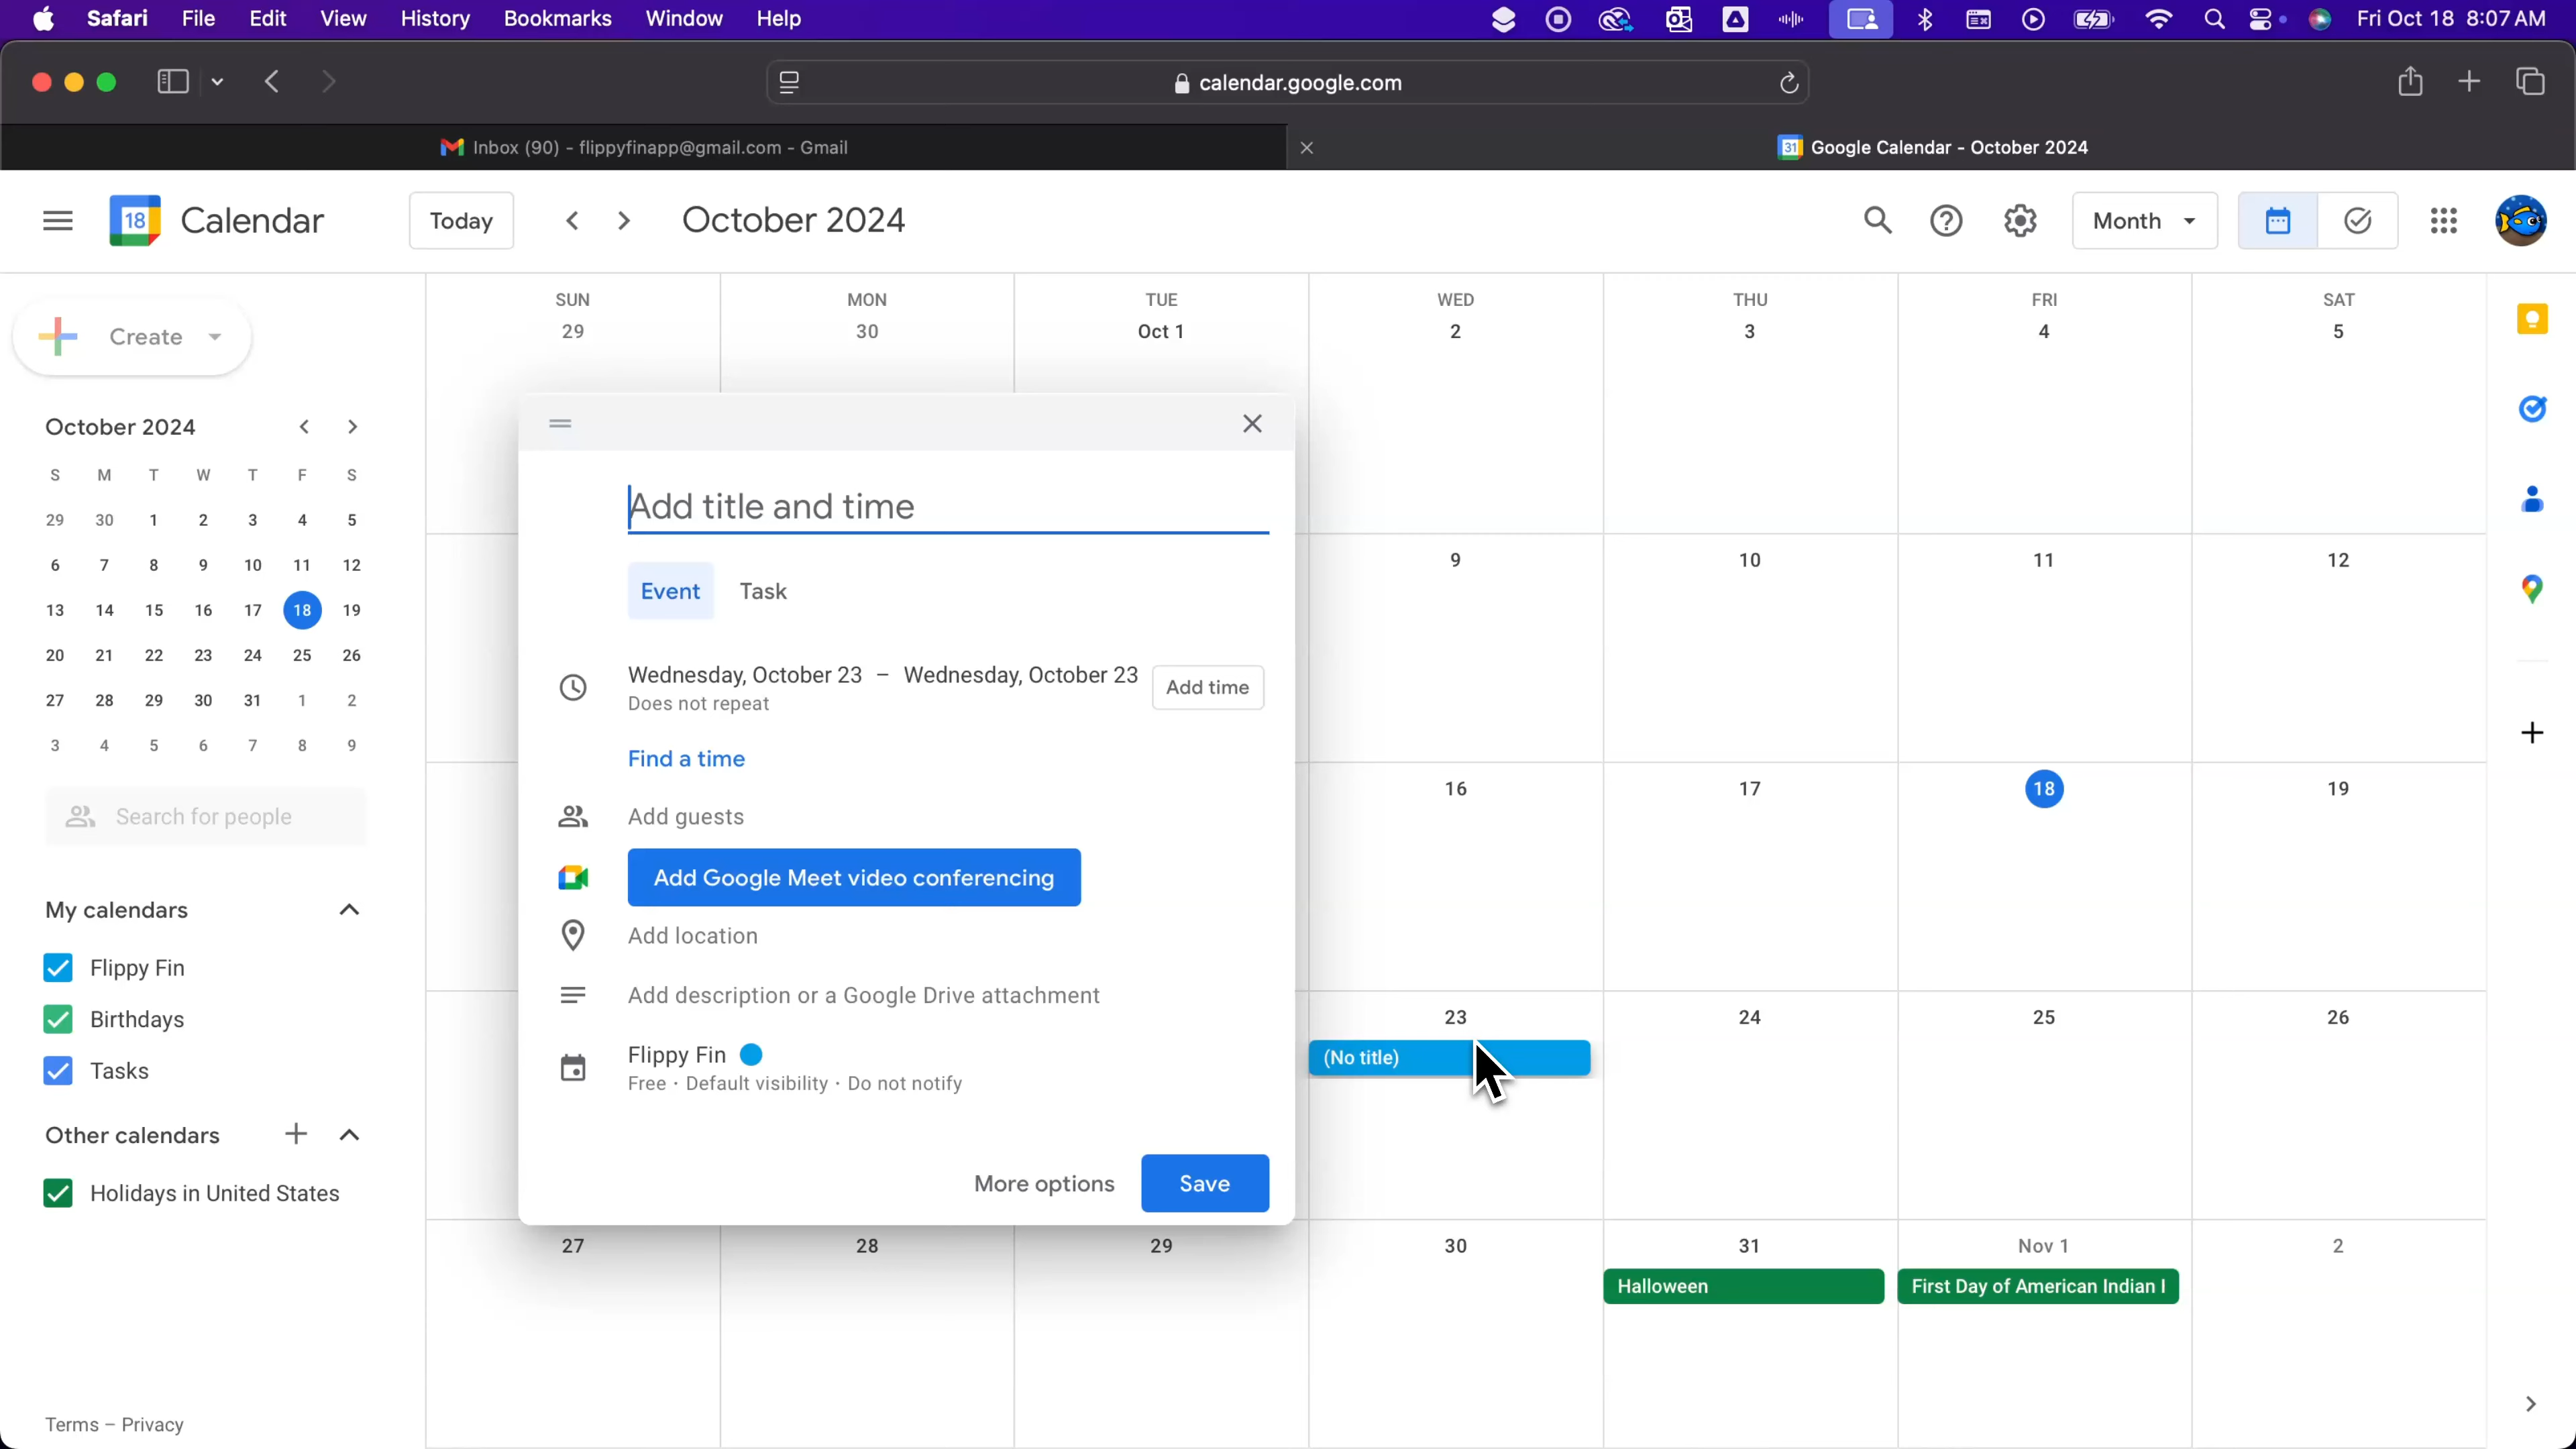 Safari File Edit View History Bookmarks Window Help Fri Oct 18 8:07 AM
calendar.google.com
Inbox (90) - flippyfinapp@gmail.com - Gmail
31 Google Calendar - October 2024
18 Calendar Today October 2024 Month
Create
October 2024
S M T W T F S
29 30 1 2 3 4 5
6 7 8 9 10 11 12
13 14 15 16 17 18 19
20 21 22 23 24 25 26
27 28 29 30 31 1 2
3 4 5 6 7 8 9
Search for people
My calendars
Flippy Fin
Birthdays
Tasks
Other calendars
Holidays in United States
Terms – Privacy
SUN MON TUE WED THU FRI SAT
29 30 Oct 1 2 3 4 5
9 10 11 12
16 17 18 19
23 24 25 26
(No title)
27 28 29 30 31 Nov 1 2
Halloween First Day of American Indian I
Add title and time
Event Task
Wednesday, October 23 – Wednesday, October 23 Add time
Does not repeat
Find a time
Add guests
Add Google Meet video conferencing
Add location
Add description or a Google Drive attachment
Flippy Fin
Free · Default visibility · Do not notify
More options Save